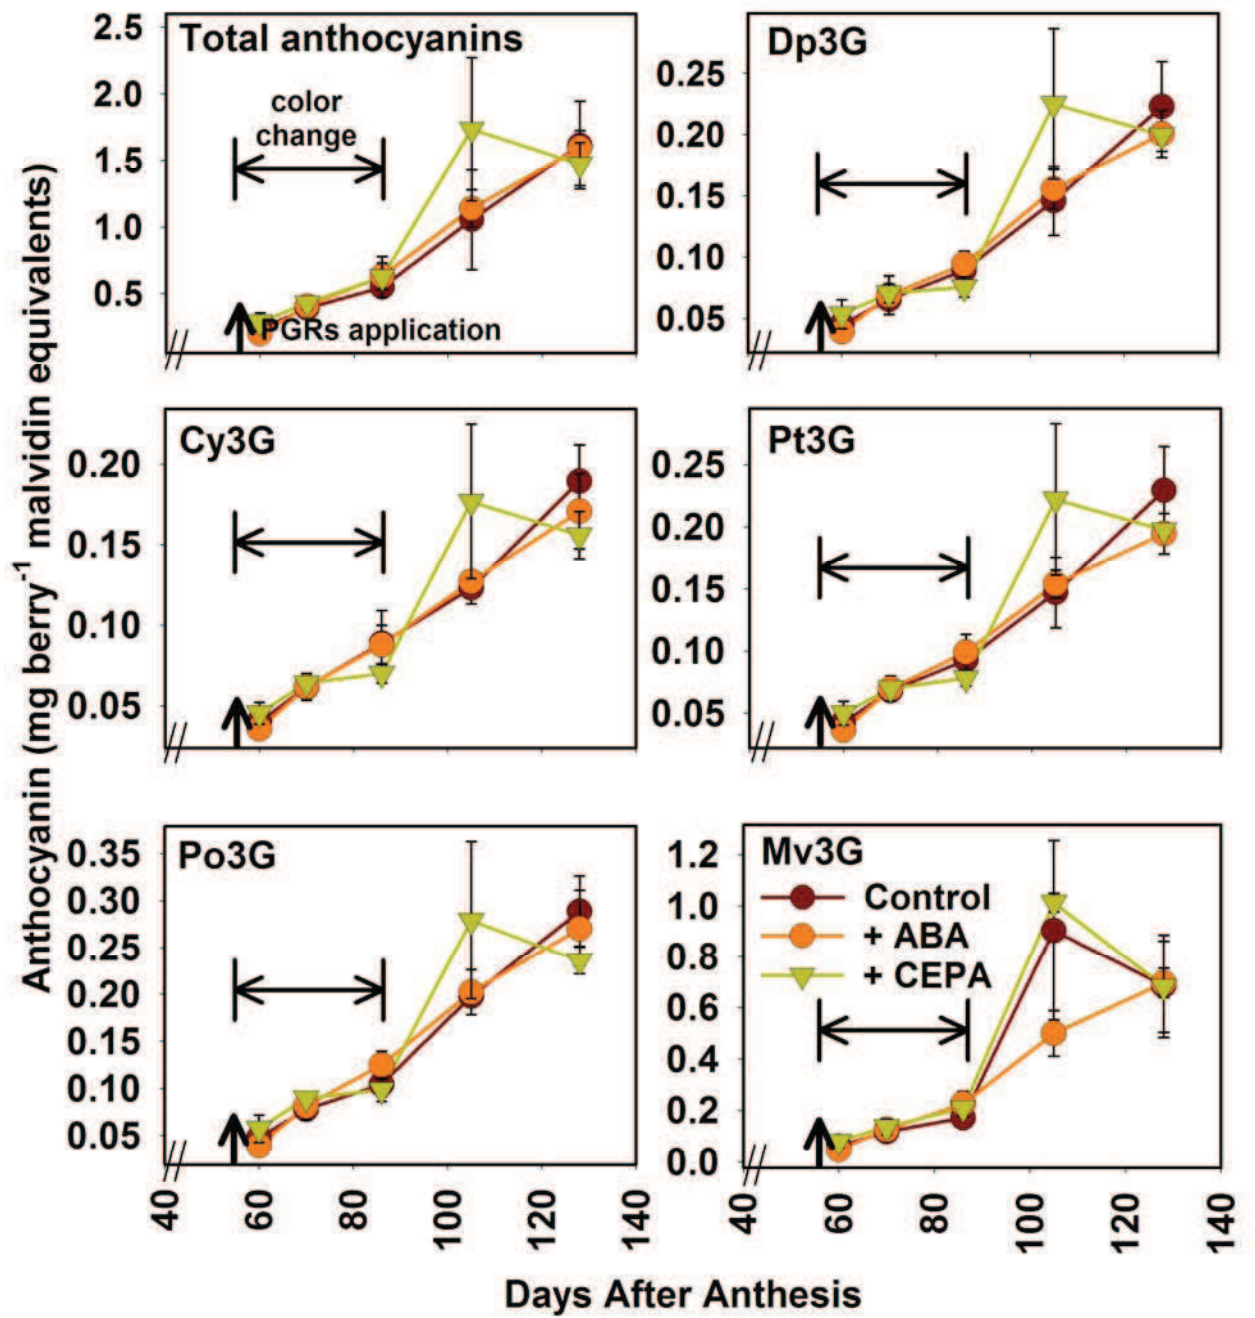 Anthocyanin (mg berry⁻¹ malvidin equivalents)
Total anthocyanins
2.5
2.0
1.5
1.0
0.5
color
change
PGRs application
//
Dp3G
0.25
0.20
0.15
0.10
0.05
//
Cy3G
0.20
0.15
0.10
0.05
//
Pt3G
0.25
0.20
0.15
0.10
0.05
//
Po3G
0.35
0.30
0.25
0.20
0.15
0.10
0.05
//
40 60 80 100 120 140
Mv3G
Control
+ ABA
+ CEPA
1.2
1.0
0.8
0.6
0.4
0.2
0.0
//
40 60 80 100 120 140
Days After Anthesis